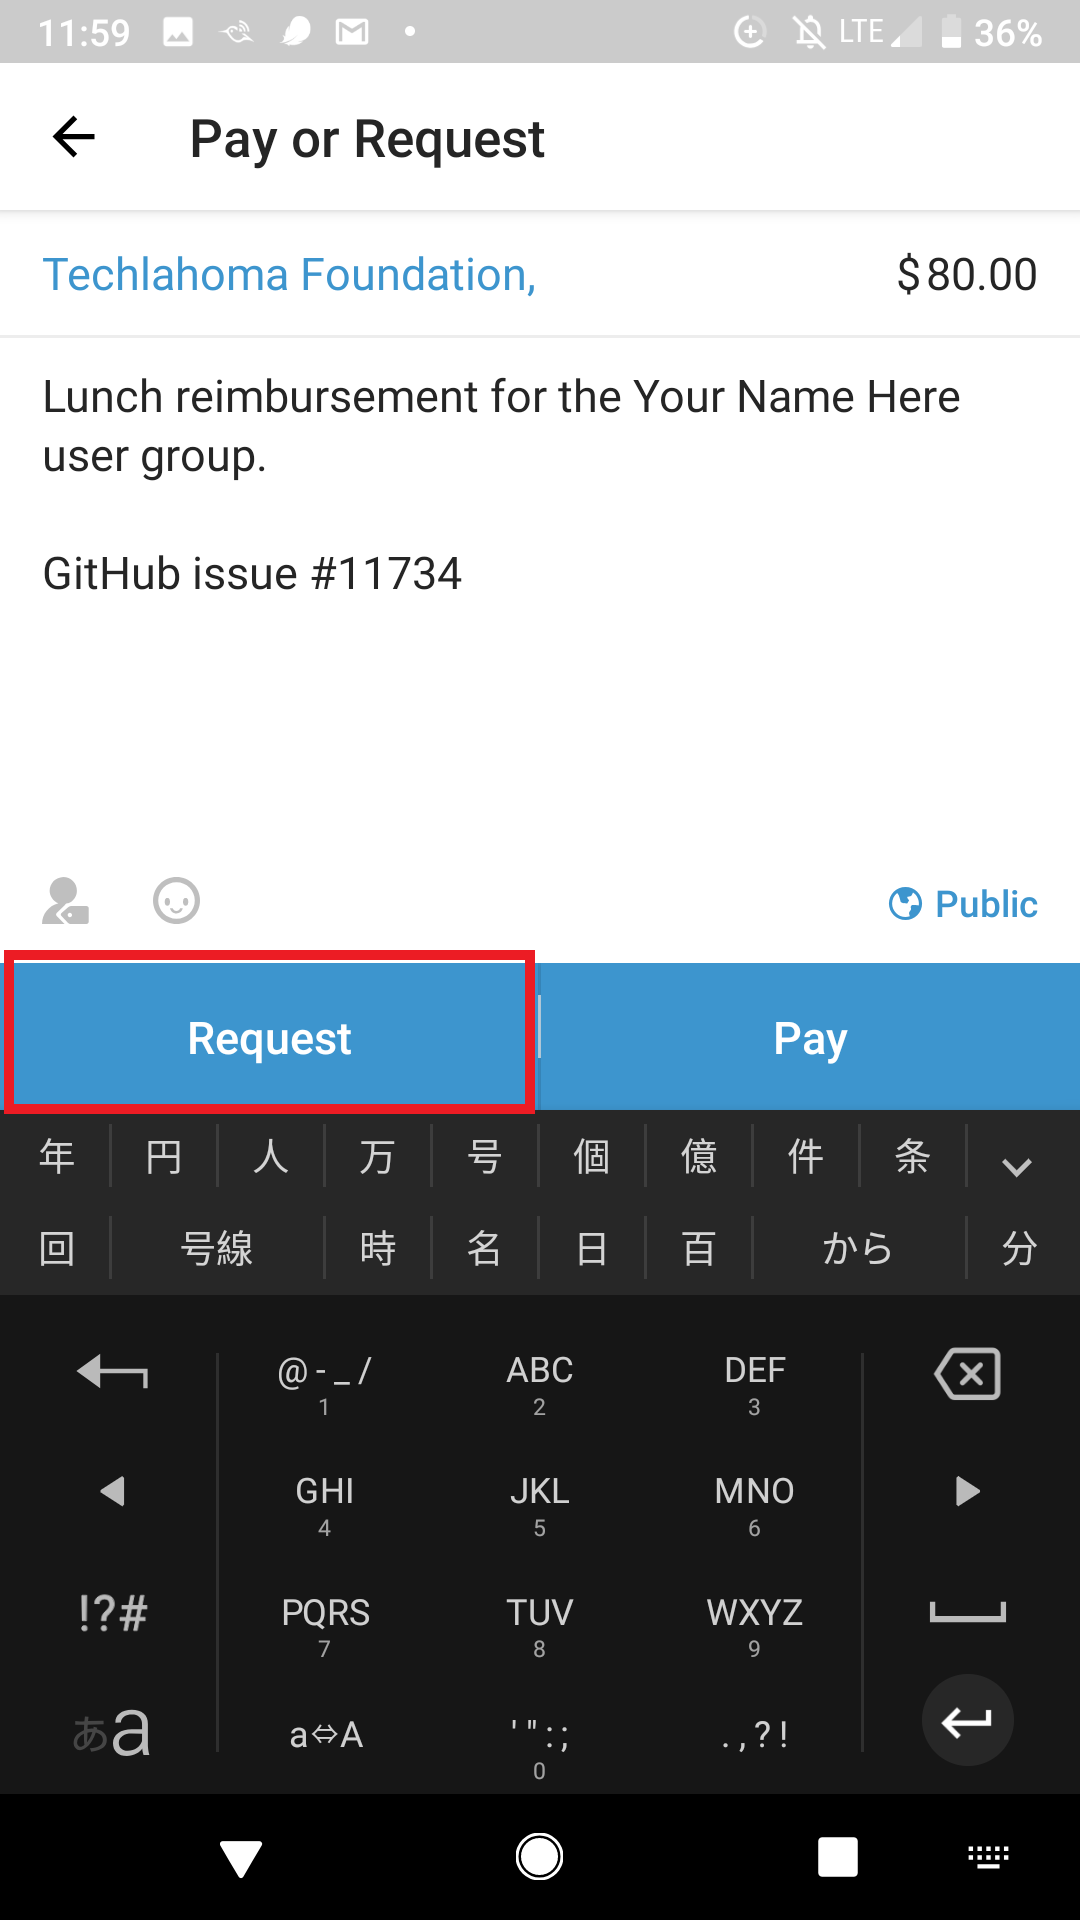 11:59 LTE 36%
Pay or Request
Techlahoma Foundation, $80.00
Lunch reimbursement for the Your Name Here
user group.
GitHub issue #11734
Public
Request Pay
年 円 人 万 号 個 億 件 条
回 号線 時 名 日 百 から 分
@-_/ ABC DEF
1 2 3
GHI JKL MNO
4 5 6
!?# PQRS TUV WXYZ
7 8 9
あa a⇔A '":; .,?!
0